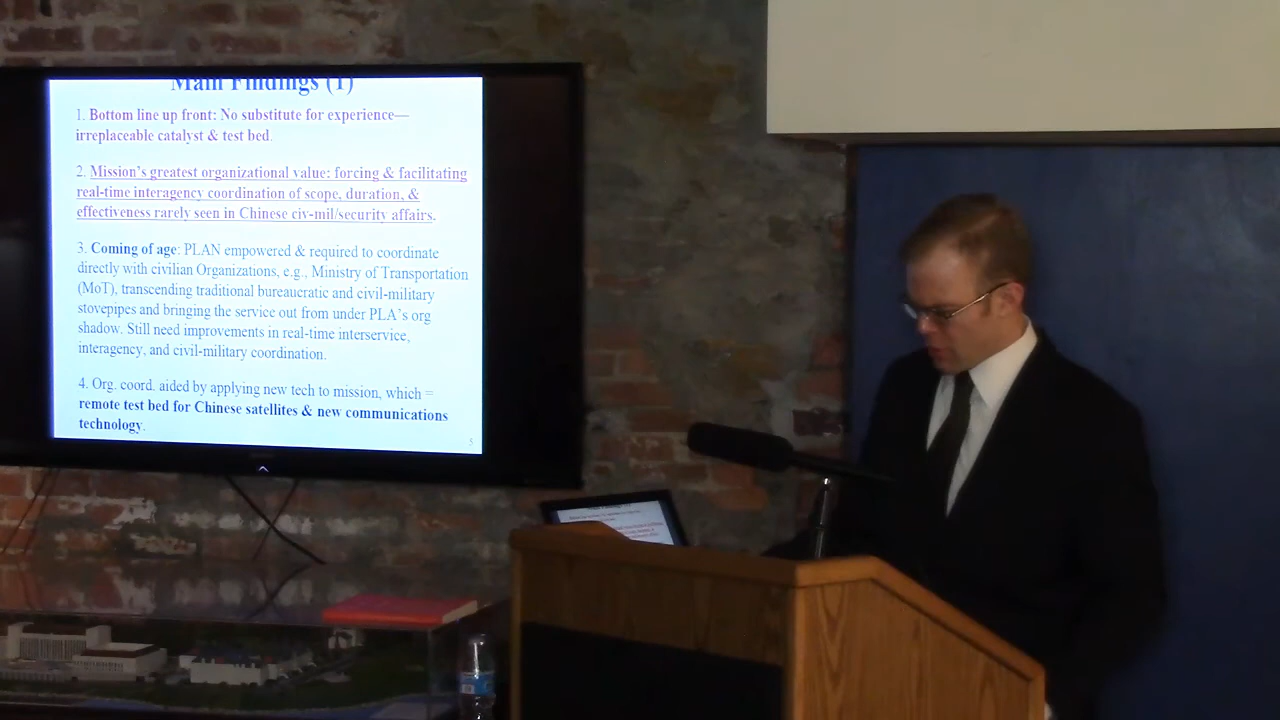 Main Findings (1)
1. Bottom line up front: No substitute for experience—
irreplaceable catalyst & test bed.
2. Mission's greatest organizational value: forcing & facilitating
real-time interagency coordination of scope, duration, &
effectiveness rarely seen in Chinese civ-mil/security affairs.
3. Coming of age: PLAN empowered & required to coordinate
directly with civilian Organizations, e.g., Ministry of Transportation
(MoT), transcending traditional bureaucratic and civil-military
stovepipes and bringing the service out from under PLA's org
shadow. Still need improvements in real-time interservice,
interagency, and civil-military coordination.
4. Org. coord. aided by applying new tech to mission, which =
remote test bed for Chinese satellites & new communications
technology.
5